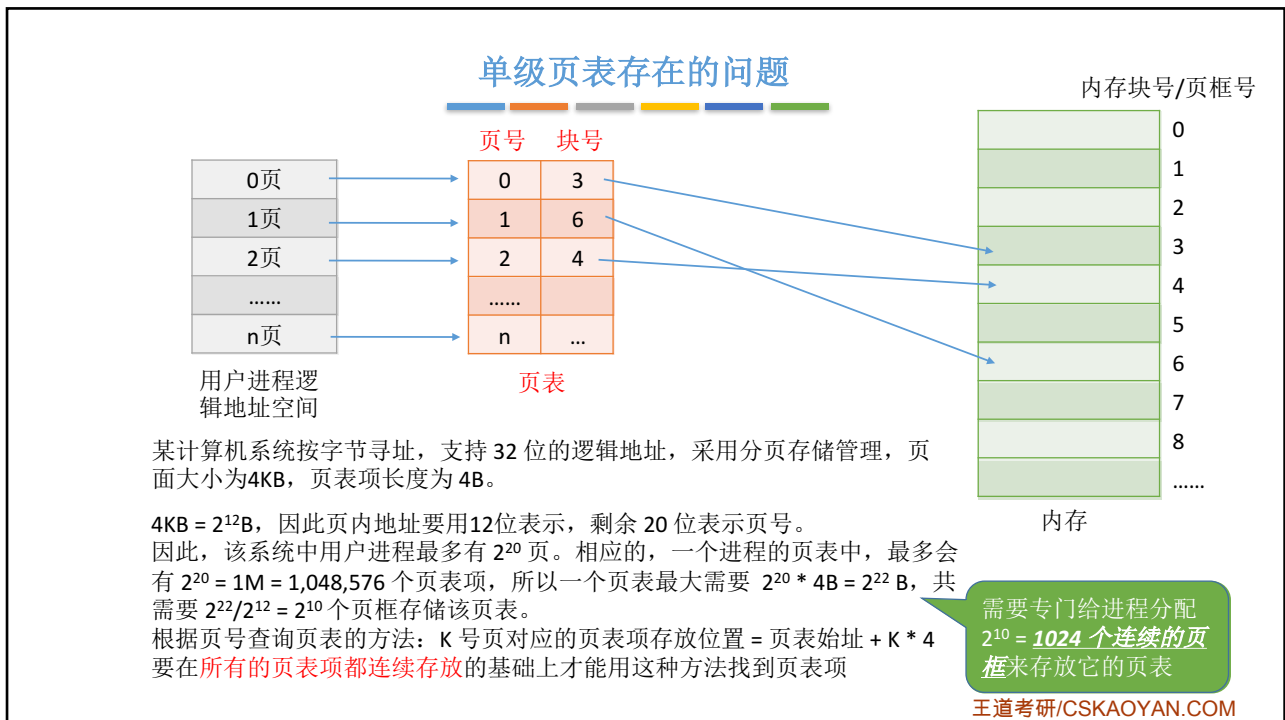 单级页表存在的问题
内存块号/页框号
页号 块号
0页
1页
2页
……
n页
用户进程逻
辑地址空间
0 3
1 6
2 4
……
n …
页表
0
1
2
3
4
5
6
7
8
……
内存
某计算机系统按字节寻址，支持 32 位的逻辑地址，采用分页存储管理，页
面大小为4KB，页表项长度为 4B。
4KB = 2¹²B，因此页内地址要用12位表示，剩余 20 位表示页号。
因此，该系统中用户进程最多有 2²⁰ 页。相应的，一个进程的页表中，最多会
有 2²⁰ = 1M = 1,048,576 个页表项，所以一个页表最大需要 2²⁰ * 4B = 2²² B，共
需要 2²²/2¹² = 2¹⁰ 个页框存储该页表。
根据页号查询页表的方法：K 号页对应的页表项存放位置 = 页表始址 + K * 4
要在所有的页表项都连续存放的基础上才能用这种方法找到页表项
需要专门给进程分配
2¹⁰ = 1024 个连续的页
框来存放它的页表
王道考研/CSKAOYAN.COM